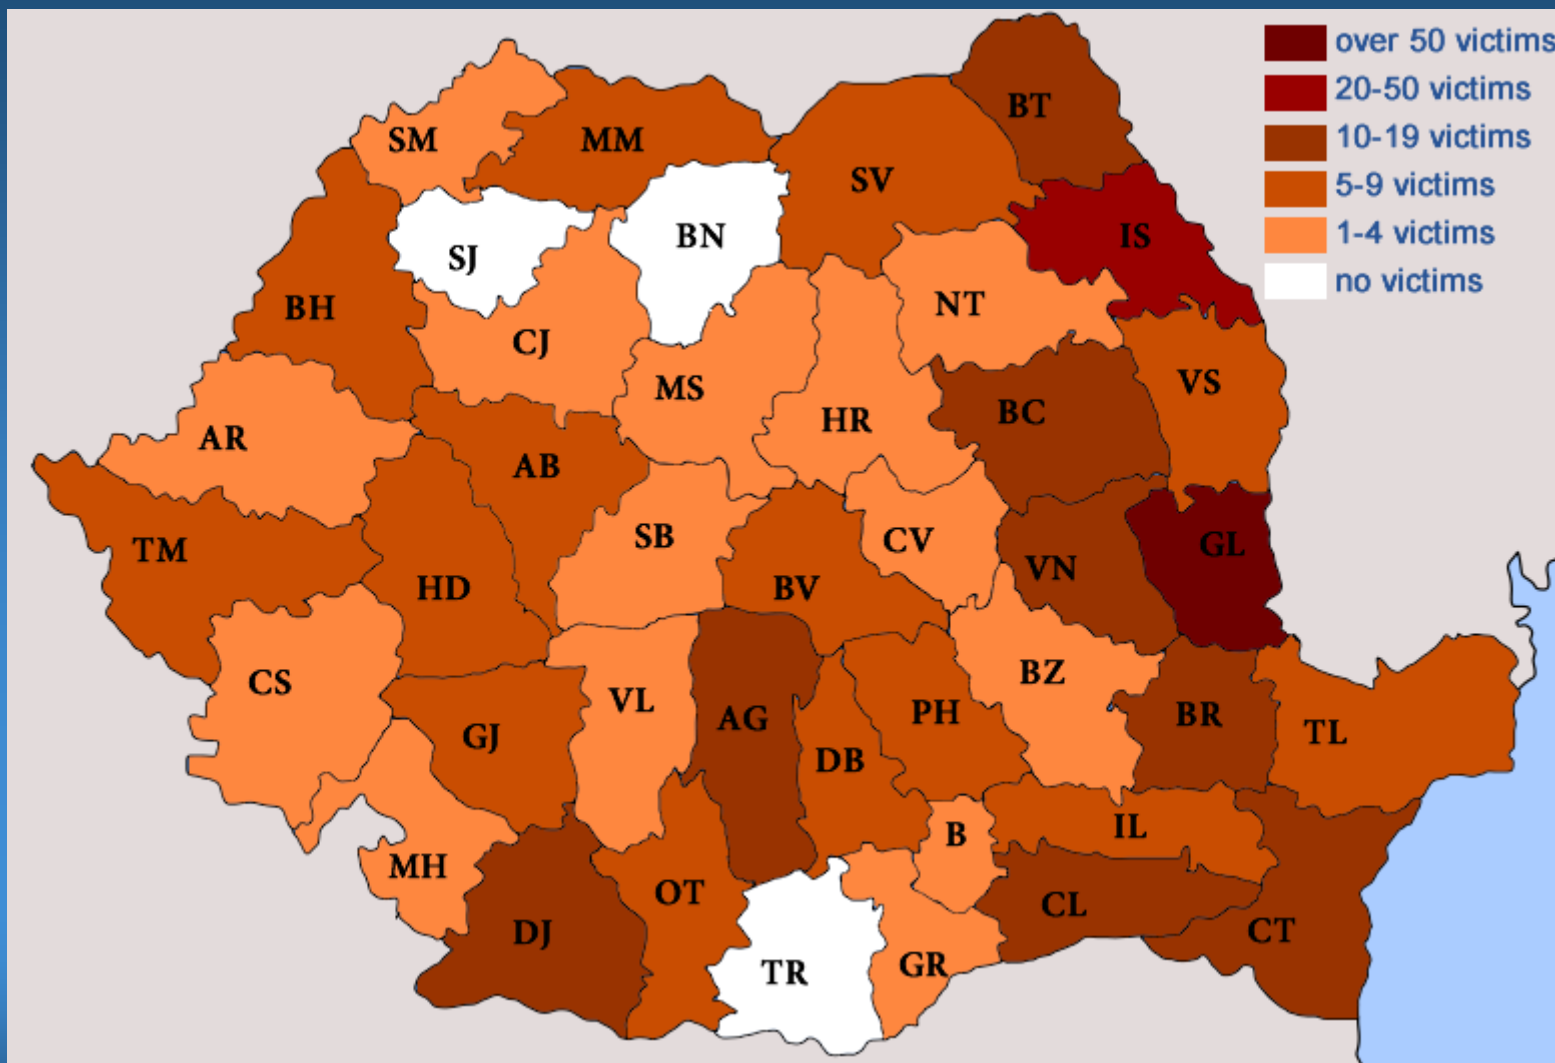 over 50 victims
20-50 victims
10-19 victims
5-9 victims
1-4 victims
no victims
BT
SM
MM
SV
IS
BN
SJ
NT
BH
CJ
VS
MS
BC
HR
AR
AB
SB
CV
GL
TM
VN
HD
BV
BZ
CS
VL
PH
BR
AG
TL
GJ
DB
IL
B
MH
OT
CL
DJ
CT
GR
TR